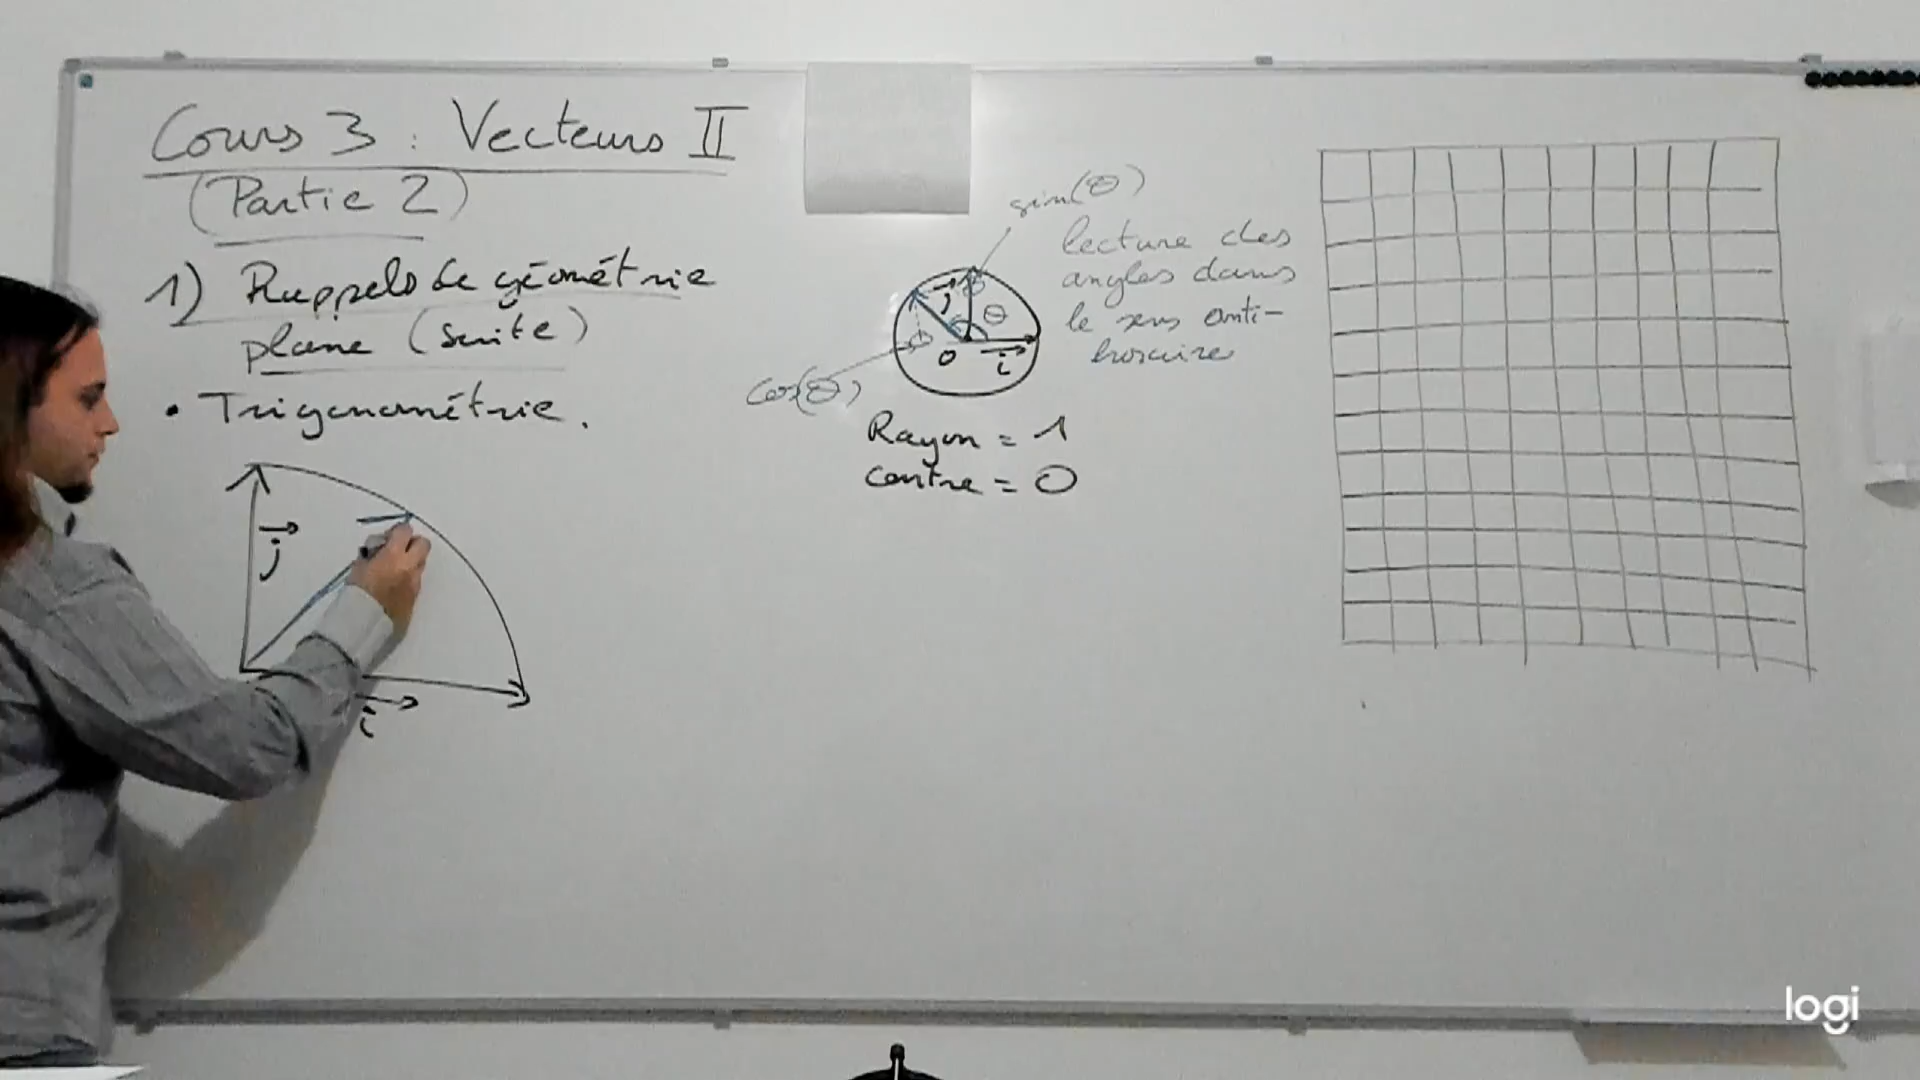 Cours 3 : Vecteurs II
(Partie 2)
1) Rappels de géométrie
plane (suite)
• Trigonométrie.
j
i
sin(θ)
lecture des
angles dans
le sens anti-
horaire
j
θ
O
i
cos(θ)
Rayon = 1
centre = O
logi